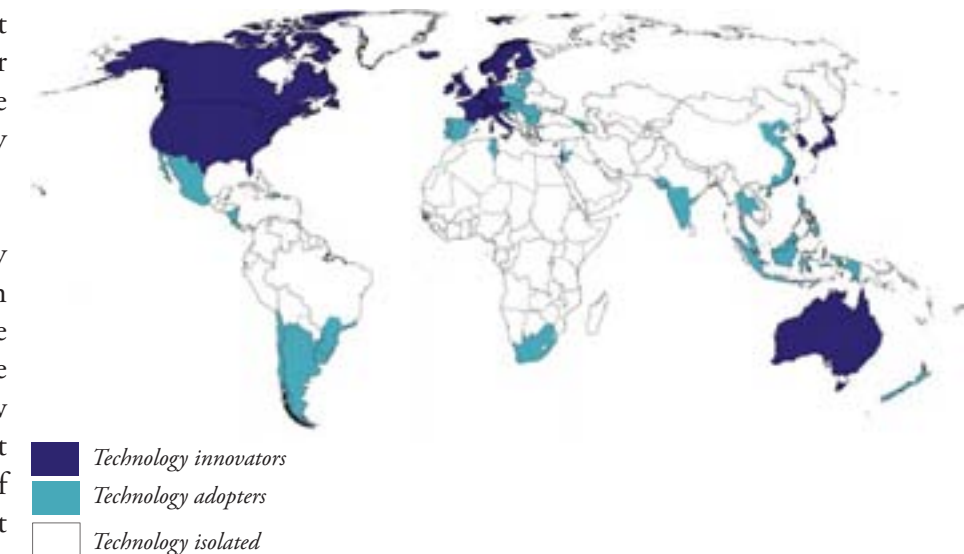 t
r
e
y
y
n
e
e
y
t
f
t
Technology innovators
Technology adopters
Technology isolated